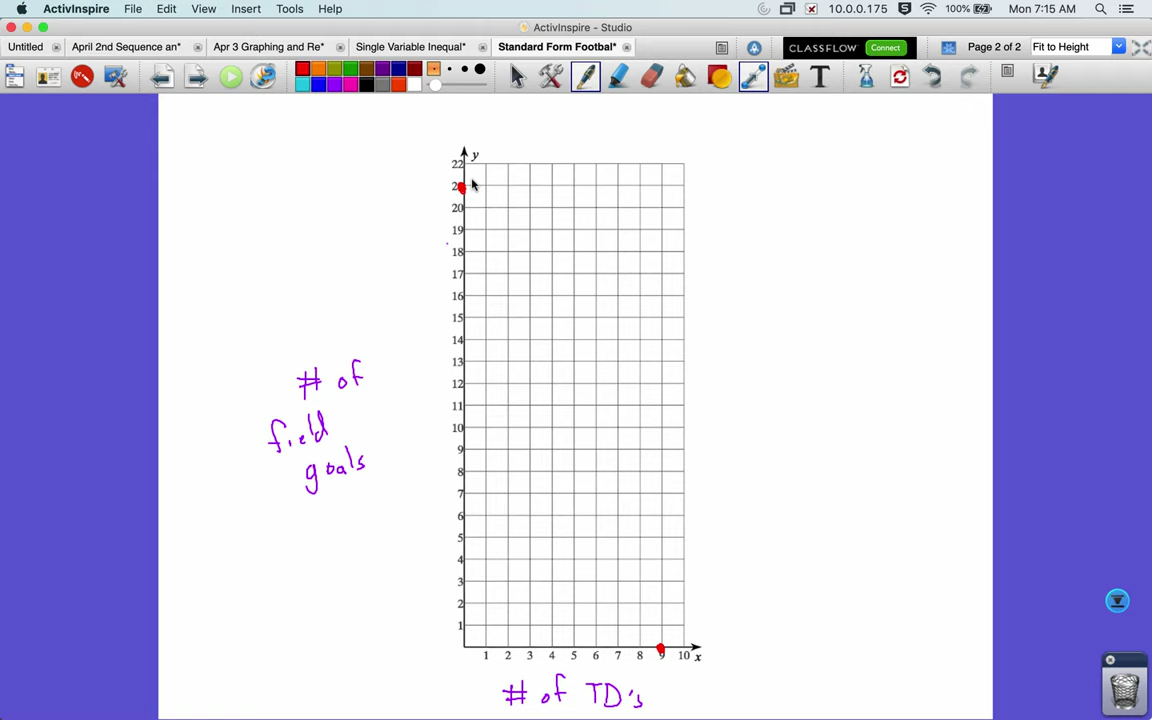 ActivInspire File Edit View Insert Tools Help 10.0.0.175 100% Mon 7:15 AM
ActivInspire - Studio
Untitled April 2nd Sequence an* Apr 3 Graphing and Re* Single Variable Inequal* Standard Form Footbal* CLASSFLOW Connect Page 2 of 2 Fit to Height
T
y
22
20
19
18
17
16
15
14
13
12
11
10
9
8
7
6
5
4
3
2
1
# of
field
goals
1 2 3 4 5 6 7 8 9 10 x
# of TD's